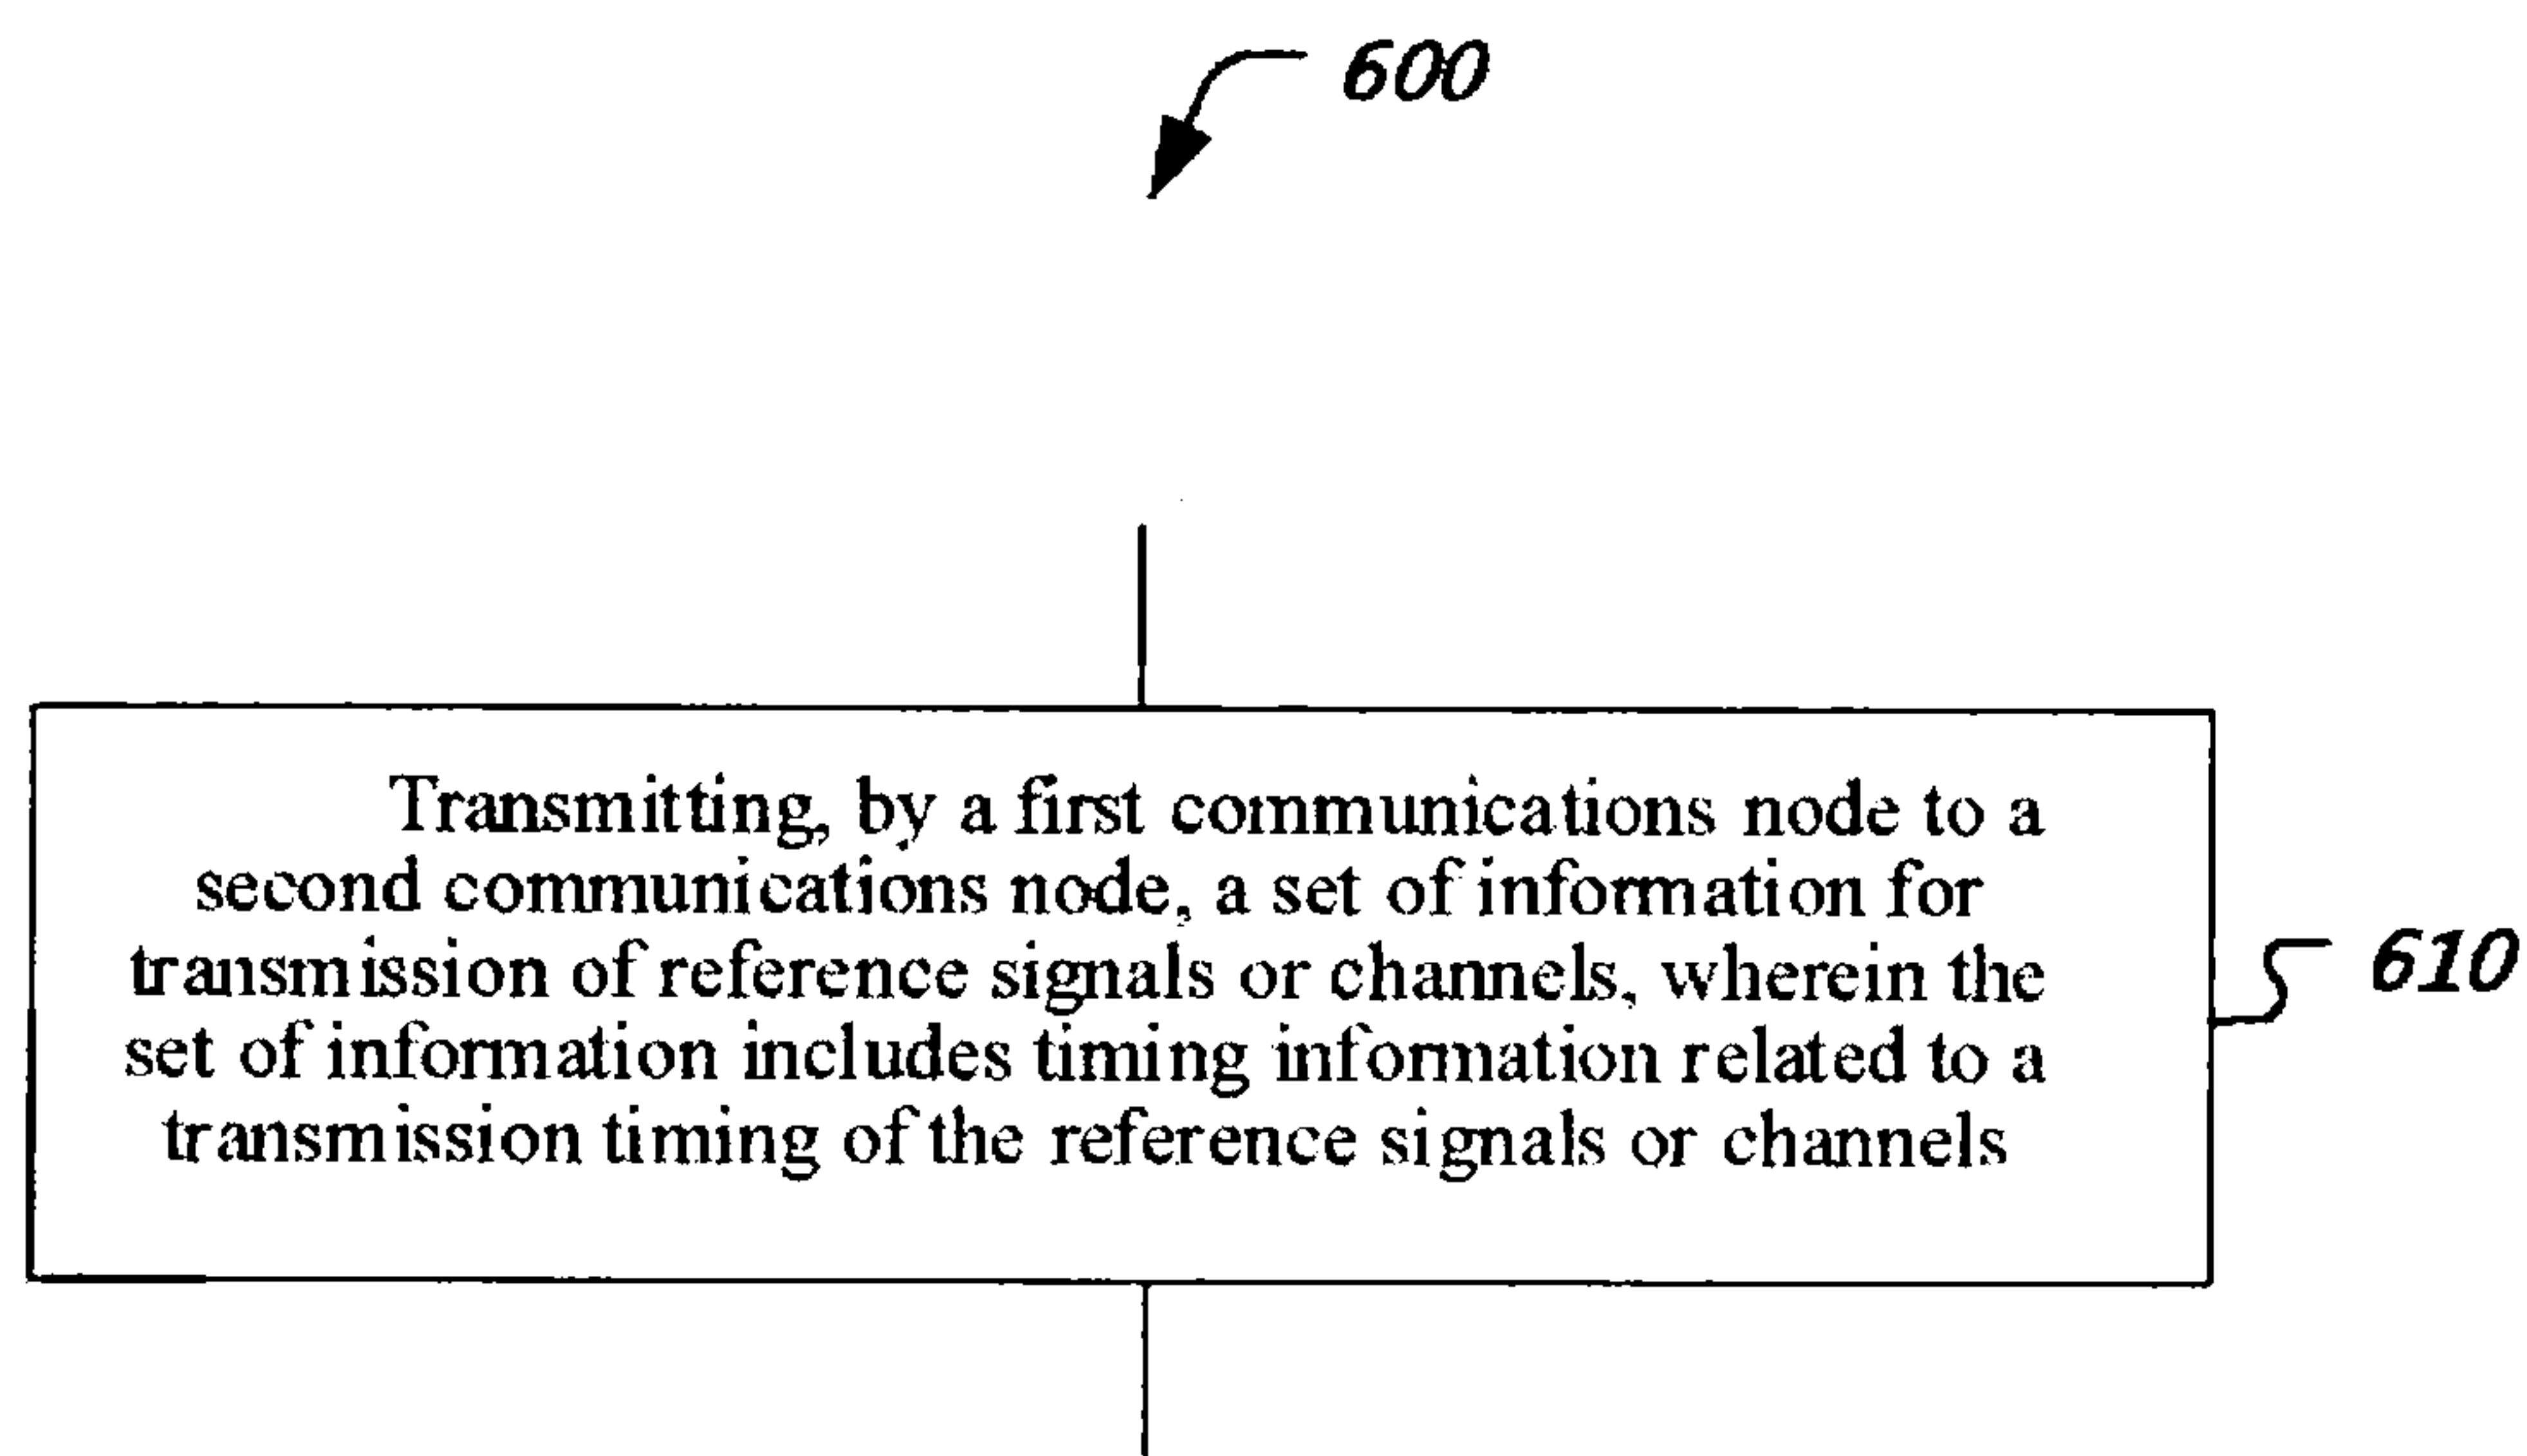 600
Transmitting, by a first communications node to a
second communications node, a set of information for
transmission of reference signals or channels, wherein the
set of information includes timing information related to a
transmission timing of the reference signals or channels
610